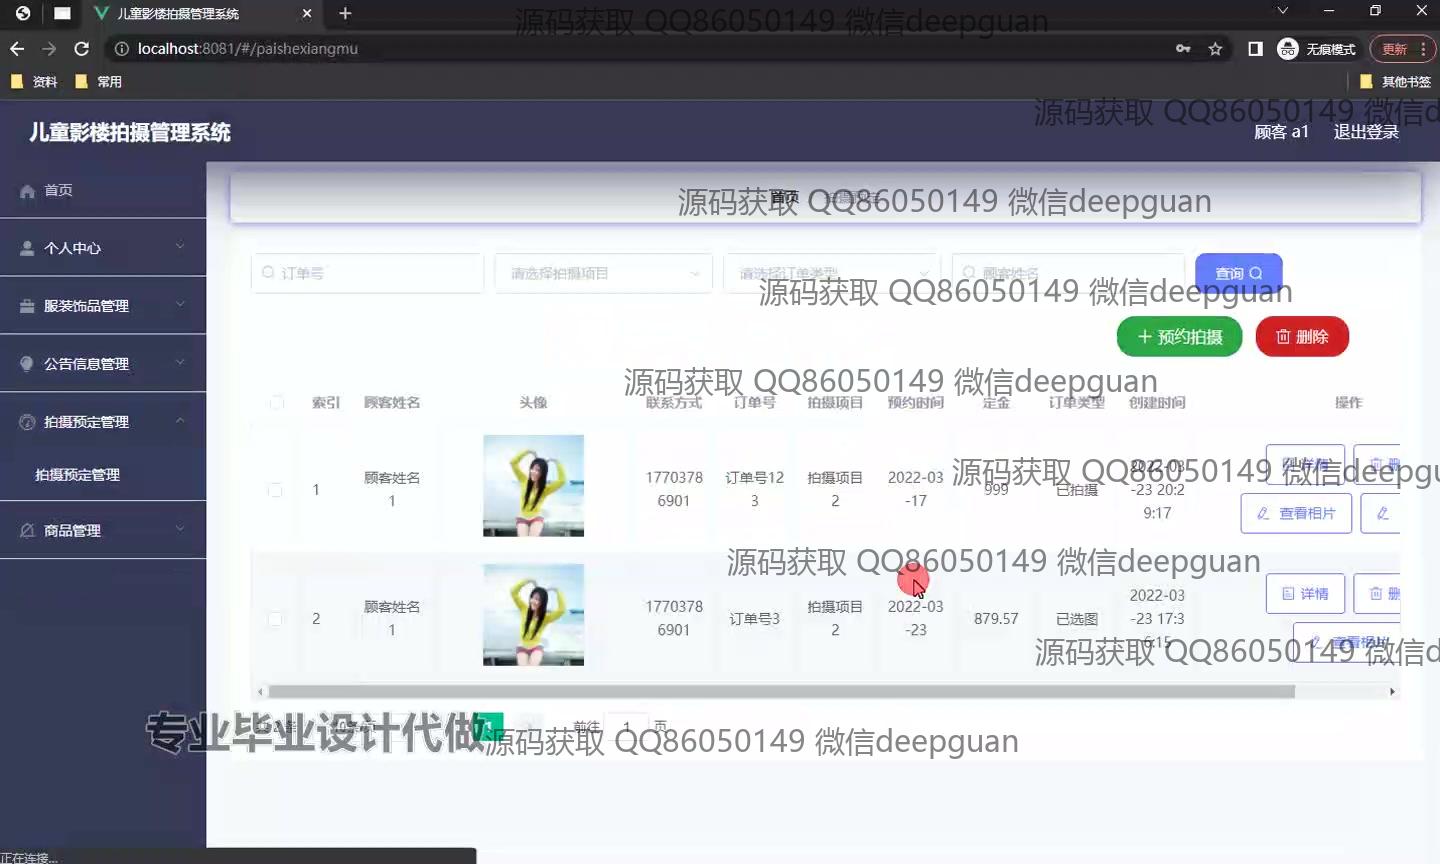 儿童影楼拍摄管理系统
源码获取 QQ86050149 微信deepguan
localhost:8081/#/paishexiangmu
无痕模式
更新
资料
常用
其他书签
源码获取 QQ86050149 微信d
儿童影楼拍摄管理系统
顾客 a1
退出登录
首页
首页
源码获取 QQ86050149 微信deepguan
个人中心
订单号
请选择拍摄项目
请选择订单类型
顾客姓名
查询
源码获取 QQ86050149 微信deepguan
服装饰品管理
预约拍摄
删除
公告信息管理
源码获取 QQ86050149 微信deepguan
索引 顾客姓名 头像 联系方式 订单号 拍摄项目 预约时间 定金 订单类型 创建时间 操作
拍摄预定管理
拍摄预定管理
商品管理
1 顾客姓名1 17703786901 订单号123 拍摄项目2 2022-03-17 999 已拍摄 2022-03-23 20:29:17 详情 删
查看相片
源码获取 QQ86050149 微信deepgu
源码获取 QQ86050149 微信deepguan
2 顾客姓名1 17703786901 订单号3 拍摄项目2 2022-03-23 879.57 已选图 2022-03-23 17:36:15 详情 删
查看相片
源码获取 QQ86050149 微信d
专业毕业设计代做
1
前往 1 页
源码获取 QQ86050149 微信deepguan
正在连接...